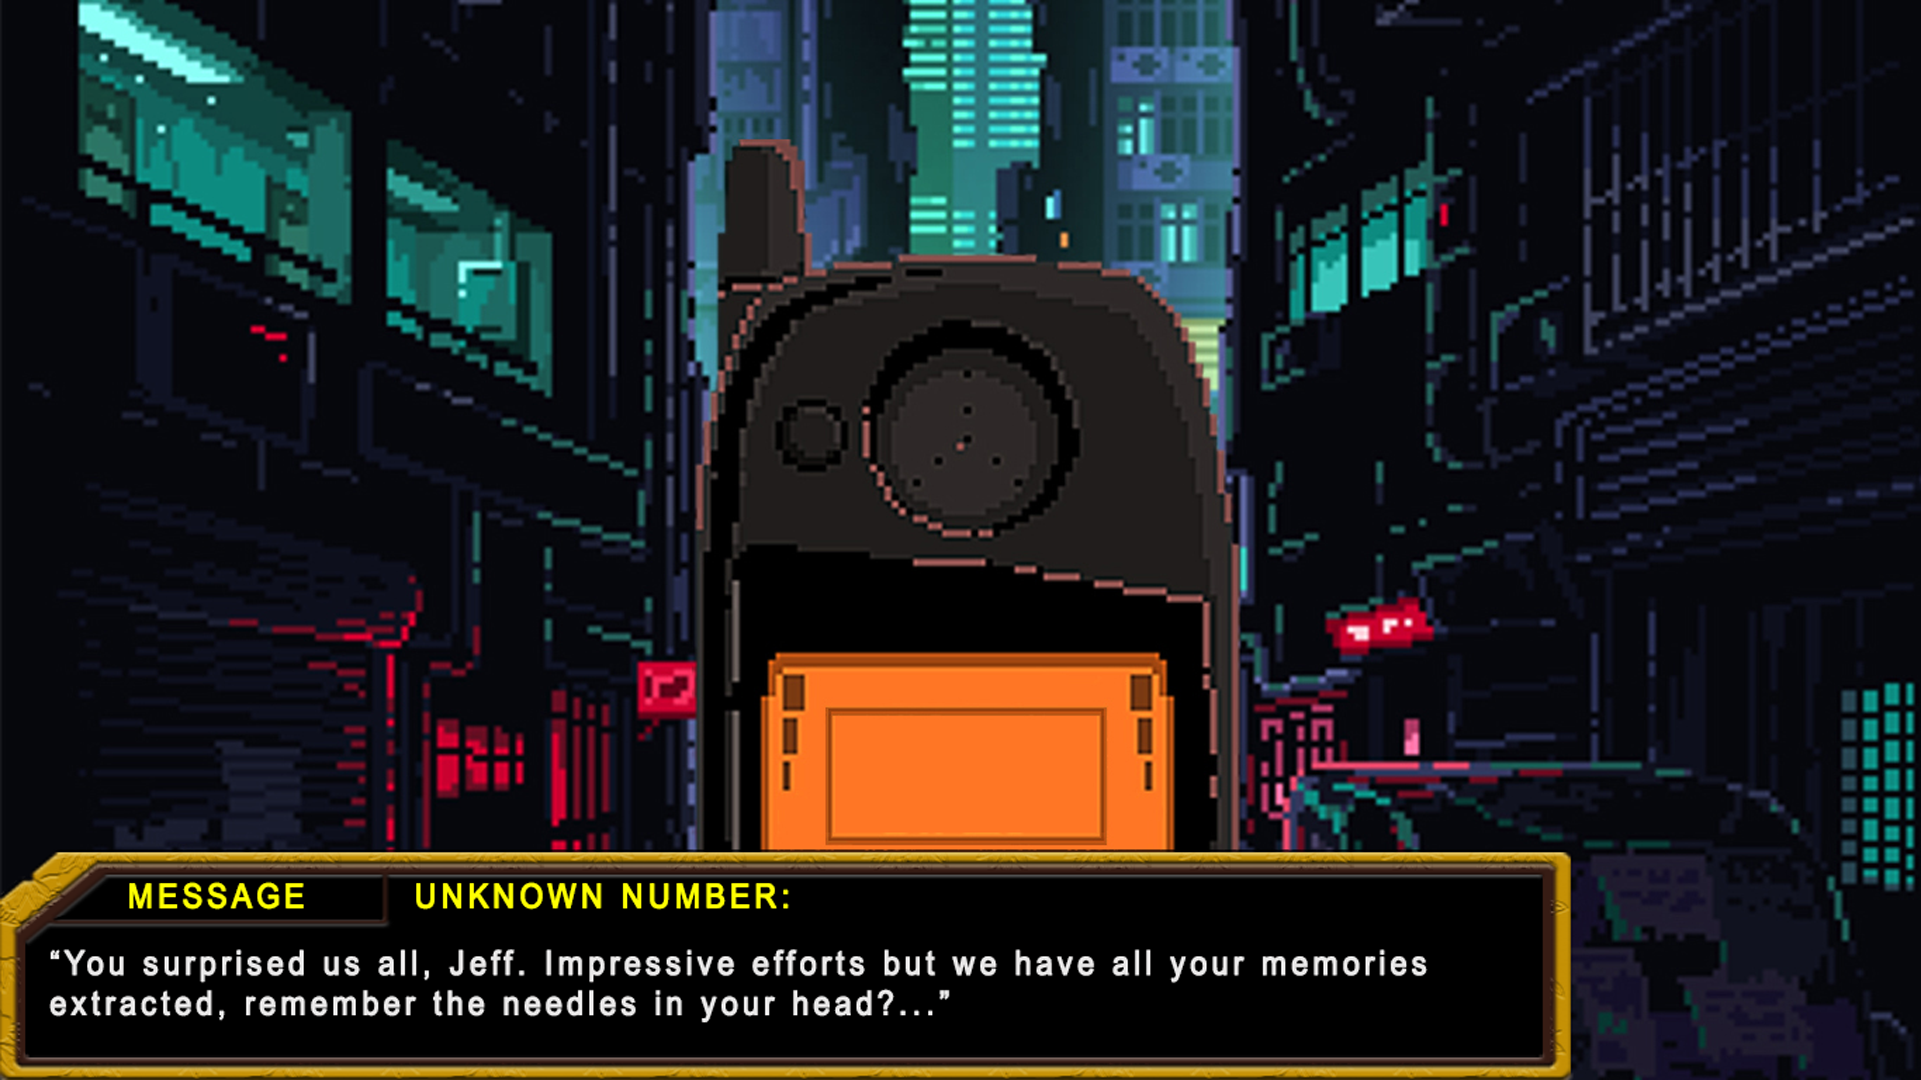 MESSAGE
UNKNOWN NUMBER:
“You surprised us all, Jeff. Impressive efforts but we have all your memories
extracted, remember the needles in your head?...”